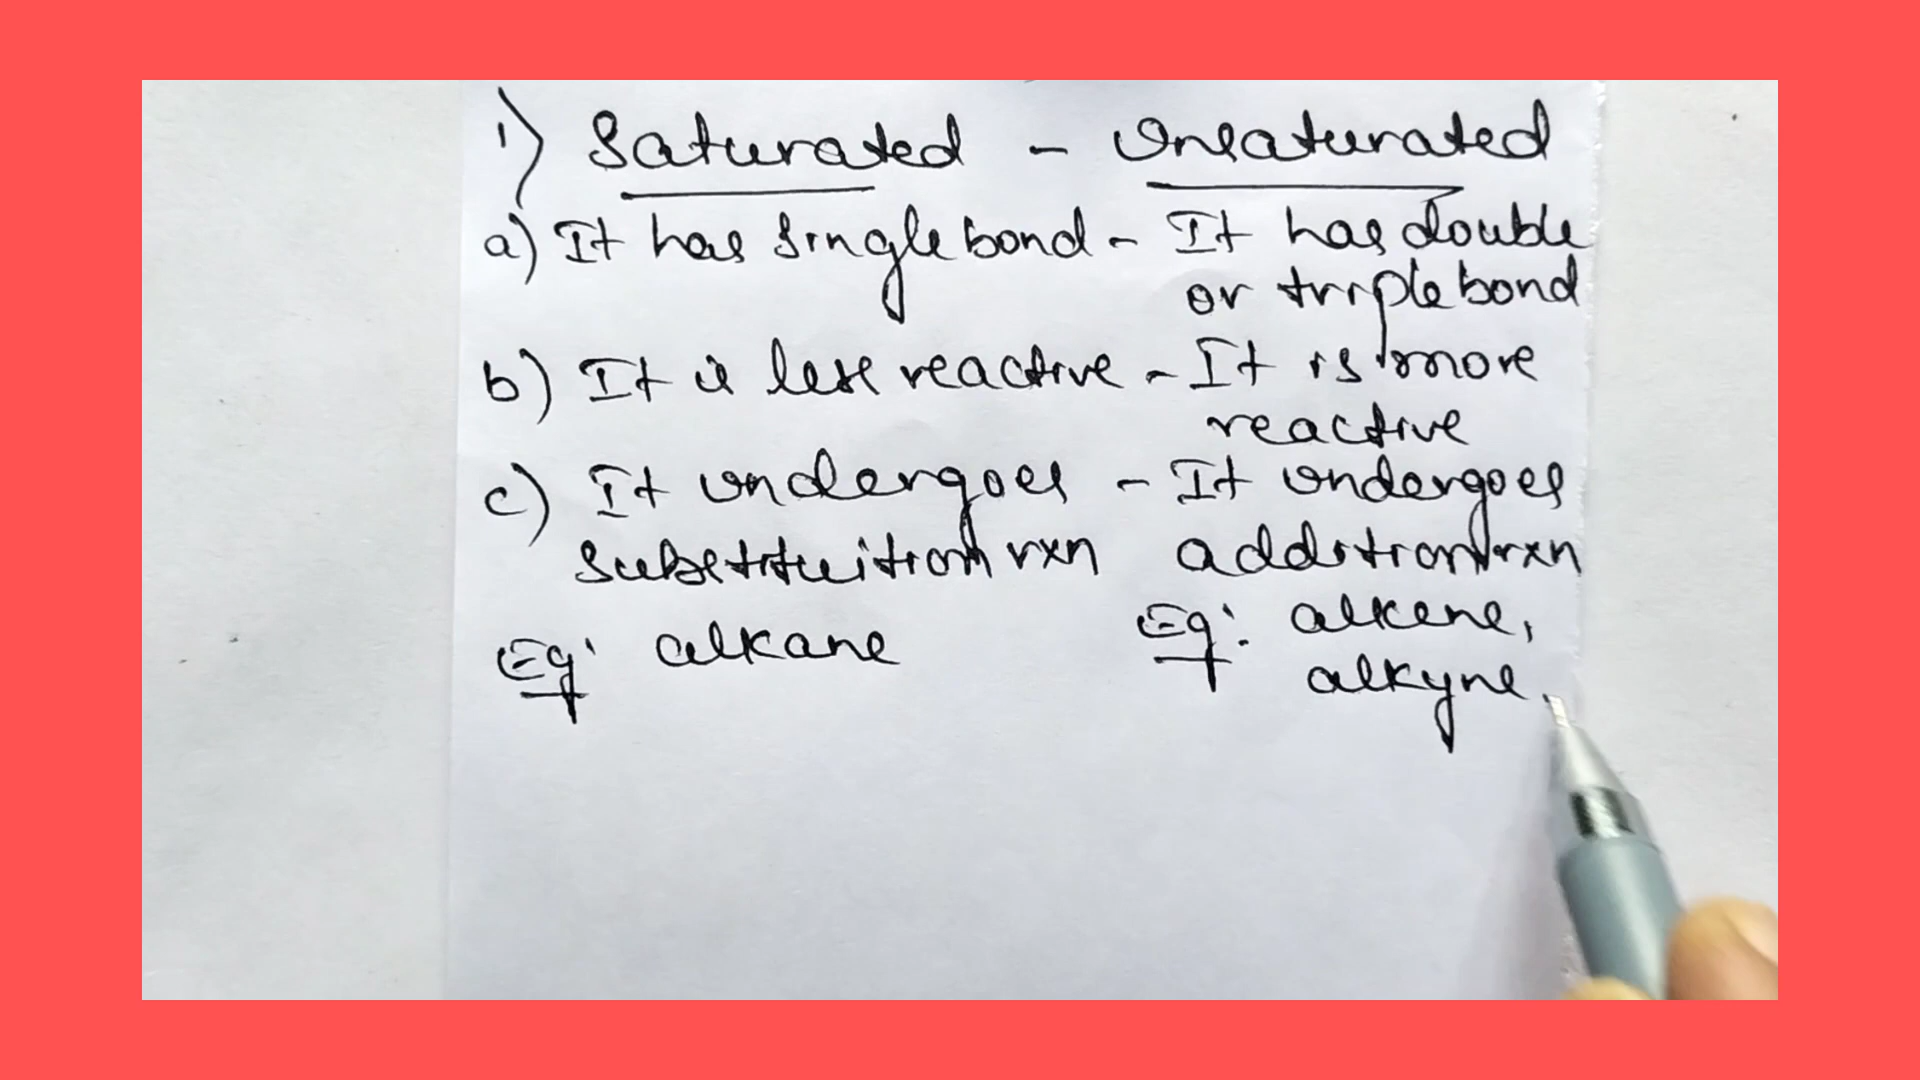 1) Saturated - Unsaturated
a) It has single bond - It has double
or triple bond
b) It is less reactive - It is more
reactive
c) It undergoes - It undergoes
substituition rxn addition rxn
Eg: alkane Eg: alkene,
alkyne.